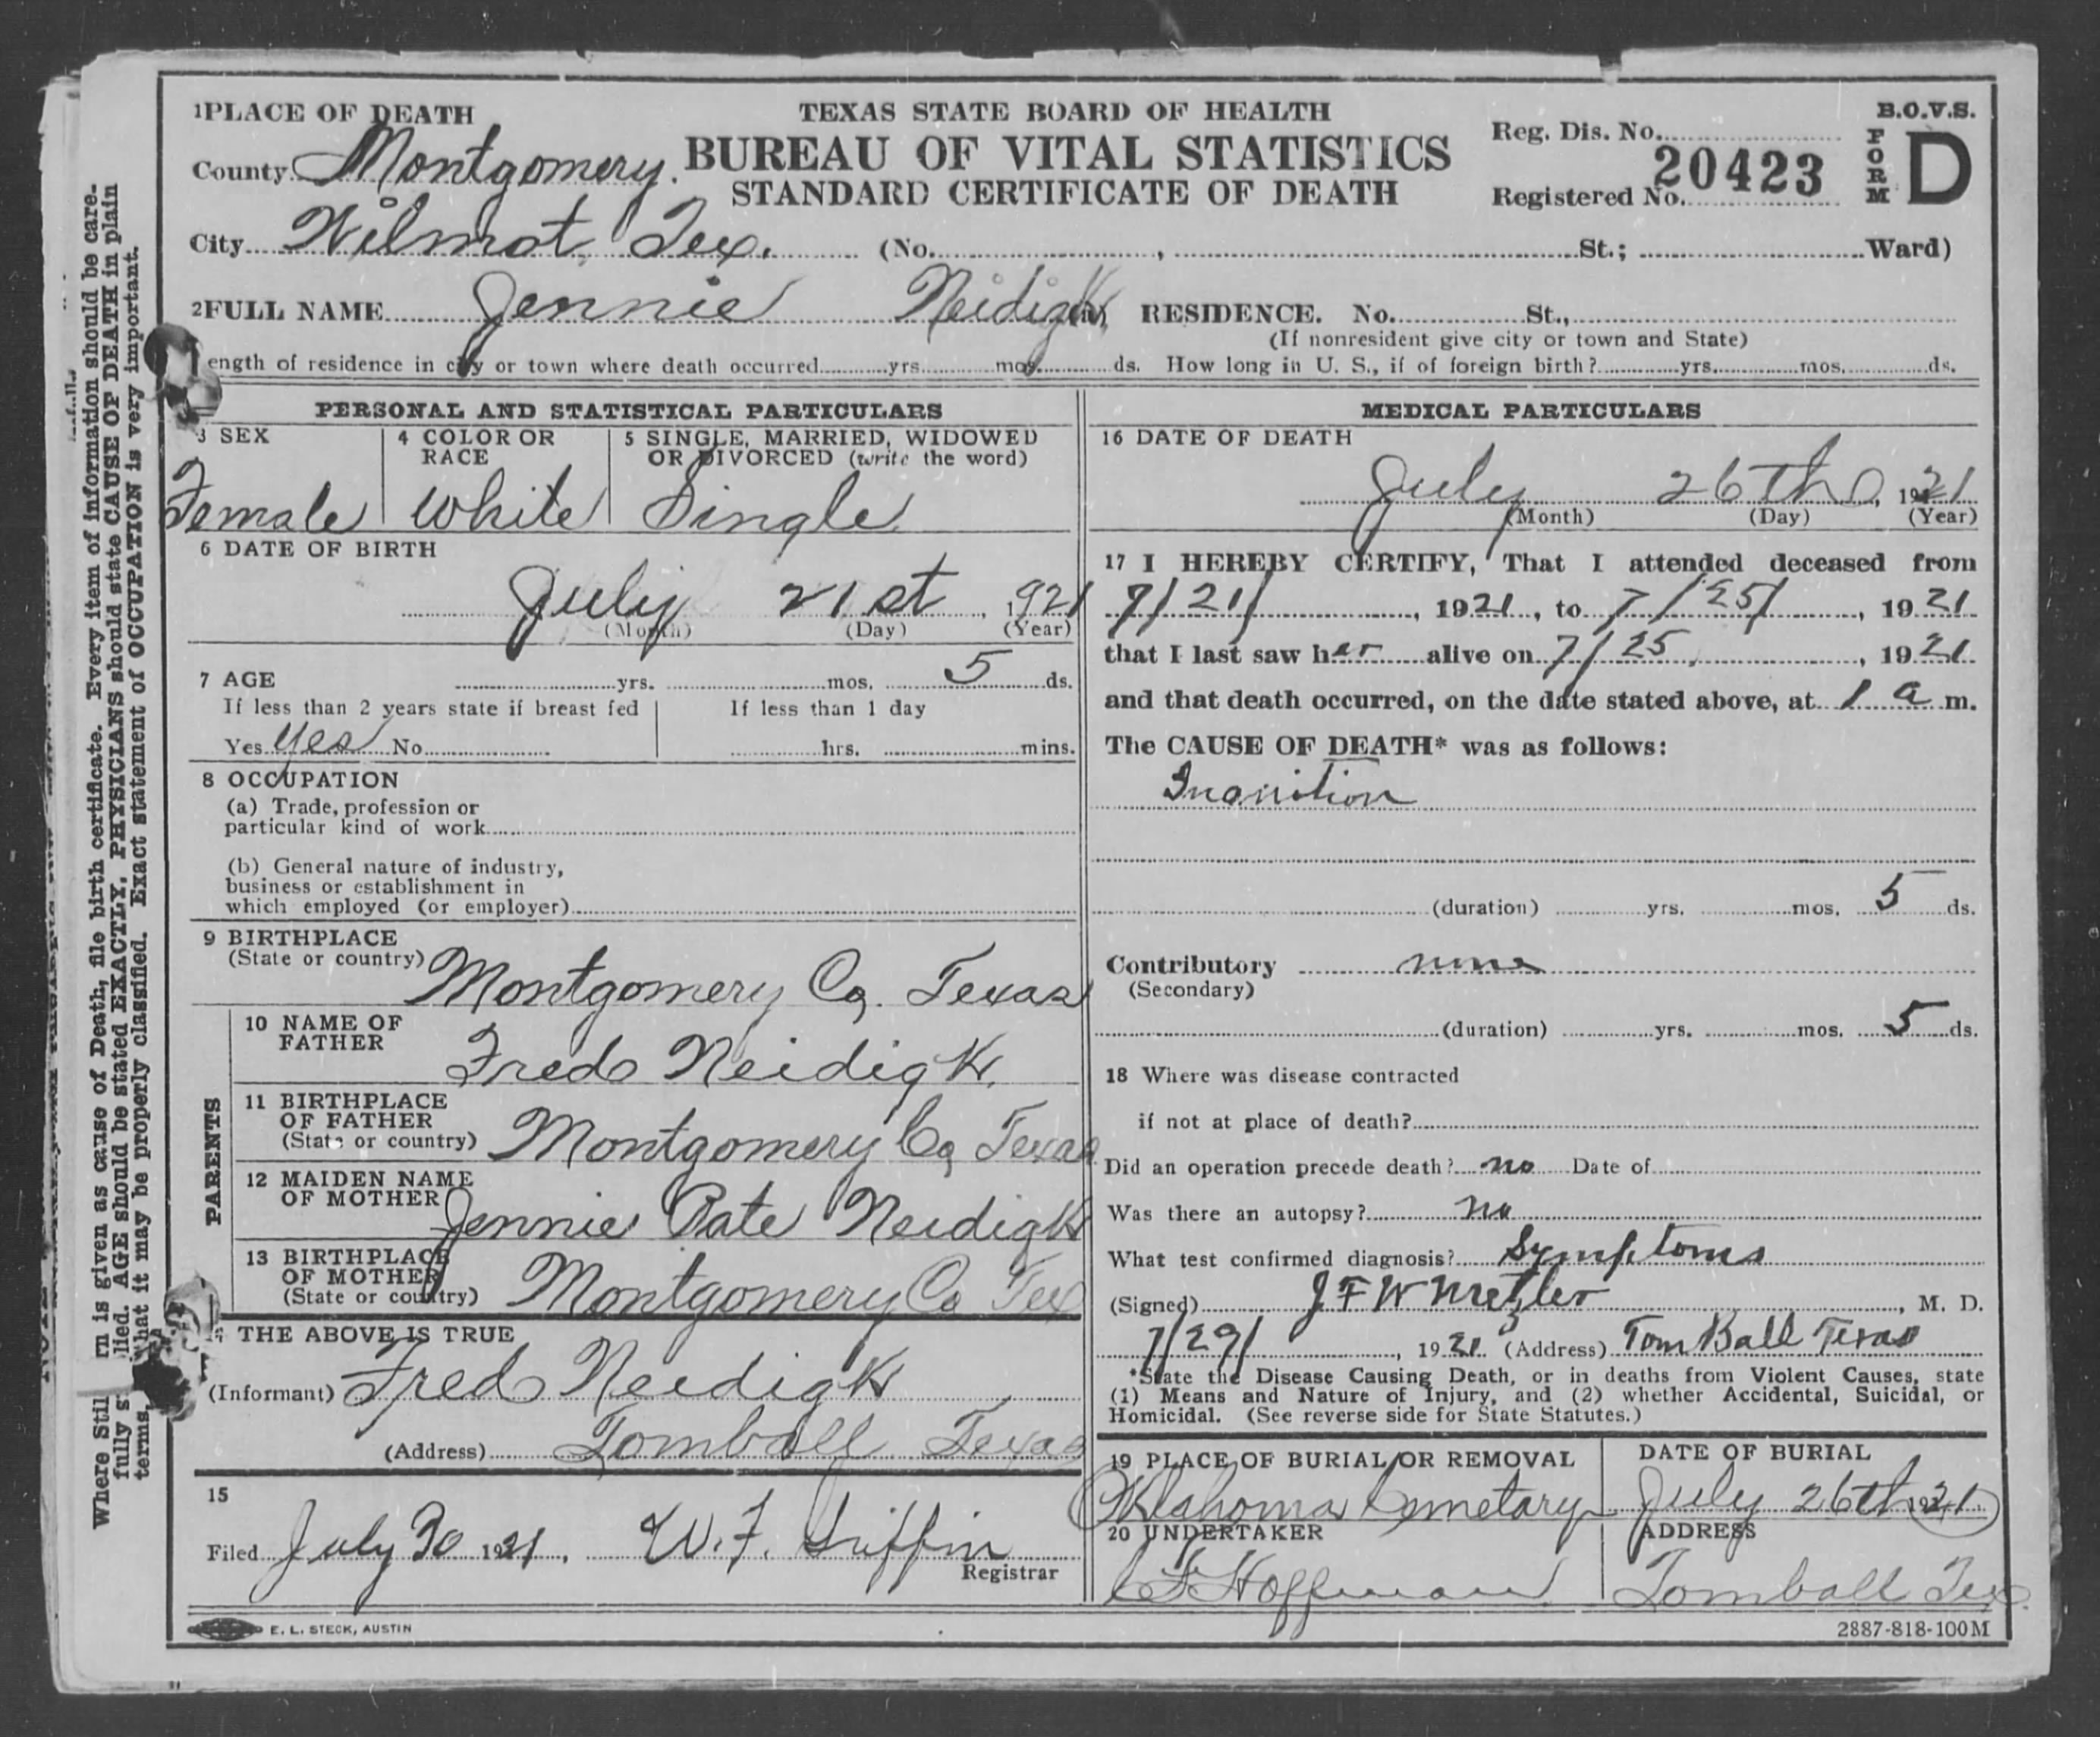 1PLACE OF DEATH
TEXAS STATE BOARD OF HEALTH
B.O.V.S.
County Montgomery.
BUREAU OF VITAL STATISTICS
Reg. Dis. No.
FORM D
STANDARD CERTIFICATE OF DEATH
Registered No. 20423
City Wilmot, Tex. (No. , St.; Ward)
2FULL NAME Jennie Neidigk RESIDENCE. No. St.,
(If nonresident give city or town and State)
ength of residence in city or town where death occurred yrs. mos. ds. How long in U. S., if of foreign birth? yrs. mos. ds.
PERSONAL AND STATISTICAL PARTICULARS
3 SEX
4 COLOR OR RACE
5 SINGLE, MARRIED, WIDOWED
OR DIVORCED (write the word)
Female White Single
6 DATE OF BIRTH
July 21st, 1921
(Month) (Day) (Year)
7 AGE yrs. mos. 5 ds.
If less than 2 years state if breast fed
If less than 1 day
Yes Yes No
hrs. mins.
8 OCCUPATION
(a) Trade, profession or
particular kind of work
(b) General nature of industry,
business or establishment in
which employed (or employer)
9 BIRTHPLACE
(State or country) Montgomery Co. Texas
PARENTS
10 NAME OF
FATHER Fred Neidigk.
11 BIRTHPLACE
OF FATHER
(State or country) Montgomery Co, Texas
12 MAIDEN NAME
OF MOTHER Jennie Pate Neidigk
13 BIRTHPLACE
OF MOTHER
(State or country) Montgomery Co Tex
14 THE ABOVE IS TRUE
(Informant) Fred Neidigk
(Address) Tomball Texas
15
Filed July 30 1921. W. F. Griffin
Registrar
E. L. STECK, AUSTIN
MEDICAL PARTICULARS
16 DATE OF DEATH
July 26th, 1921
(Month) (Day) (Year)
17 I HEREBY CERTIFY, That I attended deceased from
7/21/, 1921, to 7/25/, 1921
that I last saw her alive on 7/25, 1921
and that death occurred, on the date stated above, at 1 a m.
The CAUSE OF DEATH* was as follows:
Inanition
(duration) yrs. mos. 5 ds.
Contributory none
(Secondary)
(duration) yrs. mos. 5 ds.
18 Where was disease contracted
if not at place of death?
Did an operation precede death? no Date of
Was there an autopsy? no
What test confirmed diagnosis? Symptoms
(Signed) J F W Metzler, M. D.
7/29/, 1921 (Address) Tom Ball Texas
*State the Disease Causing Death, or in deaths from Violent Causes, state
(1) Means and Nature of Injury, and (2) whether Accidental, Suicidal, or
Homicidal. (See reverse side for State Statutes.)
19 PLACE OF BURIAL OR REMOVAL
DATE OF BURIAL
Oklahoma Cemetary July 26th 1921
20 UNDERTAKER
ADDRESS
Hoffman Tomball Tex.
2887-818-100M
Where Stil rn is given as cause of Death, file birth certificate. Every item of information should be care-
fully s lied. AGE should be stated EXACTLY. PHYSICIANS should state CAUSE OF DEATH in plain
terms, that it may be properly classified. Exact statement of OCCUPATION is very important.